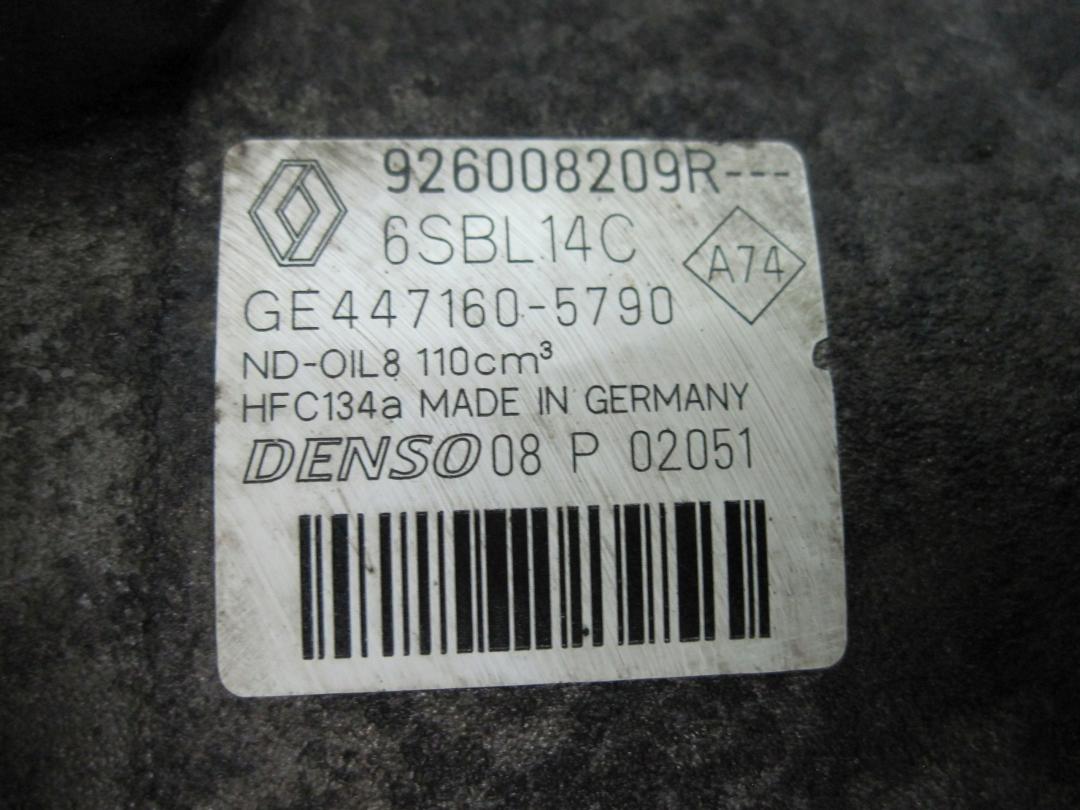 926008209R---
6SBL14C
A74
GE447160-5790
ND-OIL8 110cm³
HFC134a MADE IN GERMANY
DENSO 08 P 02051